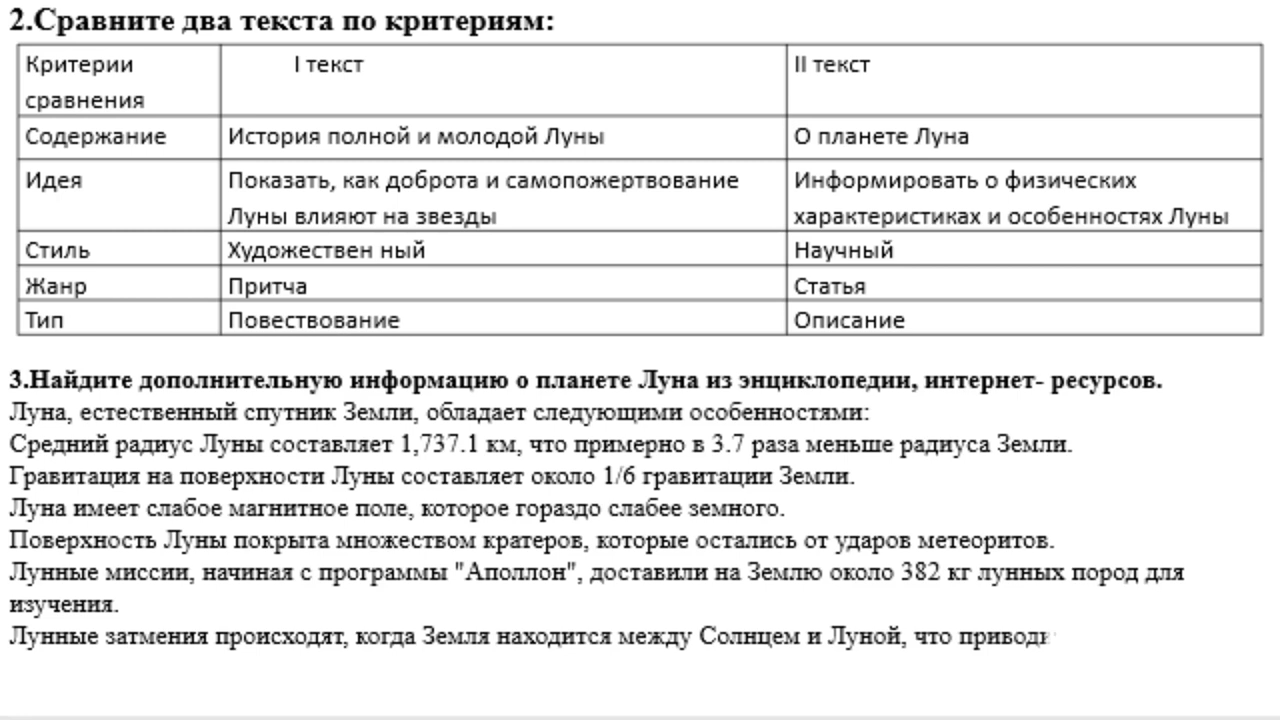 2.Сравните два текста по критериям:
Критерии I текст II текст
сравнения
Содержание История полной и молодой Луны О планете Луна
Идея Показать, как доброта и самопожертвование Информировать о физических
Луны влияют на звезды характеристиках и особенностях Луны
Стиль Художествен ный Научный
Жанр Притча Статья
Тип Повествование Описание
3.Найдите дополнительную информацию о планете Луна из энциклопедии, интернет- ресурсов.
Луна, естественный спутник Земли, обладает следующими особенностями:
Средний радиус Луны составляет 1,737.1 км, что примерно в 3.7 раза меньше радиуса Земли.
Гравитация на поверхности Луны составляет около 1/6 гравитации Земли.
Луна имеет слабое магнитное поле, которое гораздо слабее земного.
Поверхность Луны покрыта множеством кратеров, которые остались от ударов метеоритов.
Лунные миссии, начиная с программы "Аполлон", доставили на Землю около 382 кг лунных пород для
изучения.
Лунные затмения происходят, когда Земля находится между Солнцем и Луной, что приводи